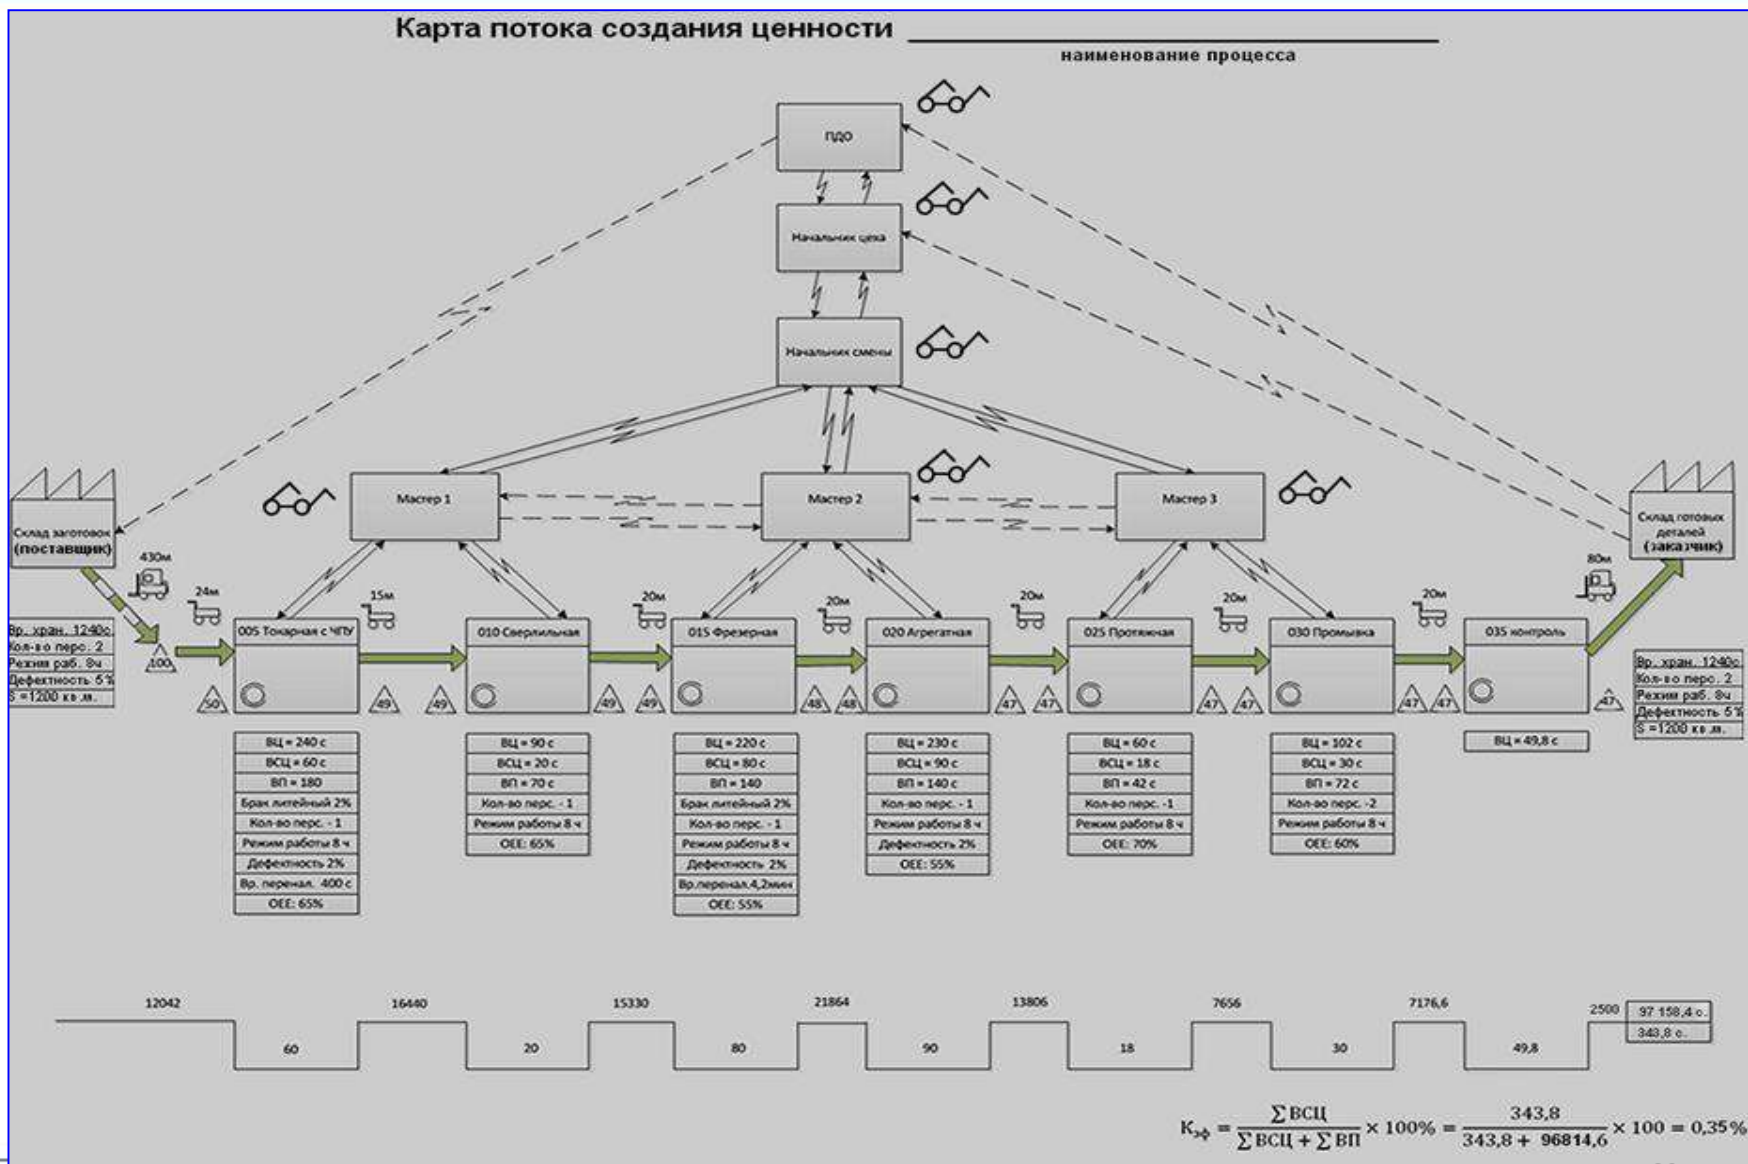 Карта потока создания ценности
наименование процесса
ПДО
Начальник цеха
Начальник смены
Мастер 1
Мастер 2
Мастер 3
Склад заготовок
(поставщик)
Склад готовых
деталей
(заказчик)
430м
24м
15м
20м
20м
20м
20м
20м
80м
Вр. хран. 1240с.
Кол-во перс. 2
Режим раб. 8ч
Дефектность 5%
S =1200 кв.м.
100
005 Токарная с ЧПУ
010 Сверлильная
015 Фрезерная
020 Агрегатная
025 Протяжная
030 Промывка
035 контроль
50
49
49
49
49
48
48
47
47
47
47
47
47
47
Вр. хран. 1240с
Кол-во перс. 2
Режим раб. 8ч
Дефектность 5%
S =1200 кв.м.
ВЦ = 240 с
ВСЦ = 60 с
ВП = 180
Брак литейный 2%
Кол-во перс. - 1
Режим работы 8 ч
Дефектность 2%
Вр. перенал. 400 с
ОЕЕ: 65%
ВЦ = 90 с
ВСЦ = 20 с
ВП = 70 с
Кол-во перс. - 1
Режим работы 8 ч
ОЕЕ: 65%
ВЦ = 220 с
ВСЦ = 80 с
ВП = 140
Брак литейный 2%
Кол-во перс. - 1
Режим работы 8 ч
Дефектность 2%
Вр.перенал.4,2мин
ОЕЕ: 55%
ВЦ = 230 с
ВСЦ = 90 с
ВП = 140 с
Кол-во перс. - 1
Режим работы 8 ч
Дефектность 2%
ОЕЕ: 55%
ВЦ = 60 с
ВСЦ = 18 с
ВП = 42 с
Кол-во перс. -1
Режим работы 8 ч
ОЕЕ: 70%
ВЦ = 102 с
ВСЦ = 30 с
ВП = 72 с
Кол-во перс. -2
Режим работы 8 ч
ОЕЕ: 60%
ВЦ = 49,8 с
12042 16440 15330 21864 13806 7656 7176,6 2500
97 158,4 с.
343,8 с.
60 20 80 90 18 30 49,8
Кэф = ∑ВСЦ / (∑ВСЦ + ∑ВП) × 100% = 343,8 / (343,8 + 96814,6) × 100 = 0,35%